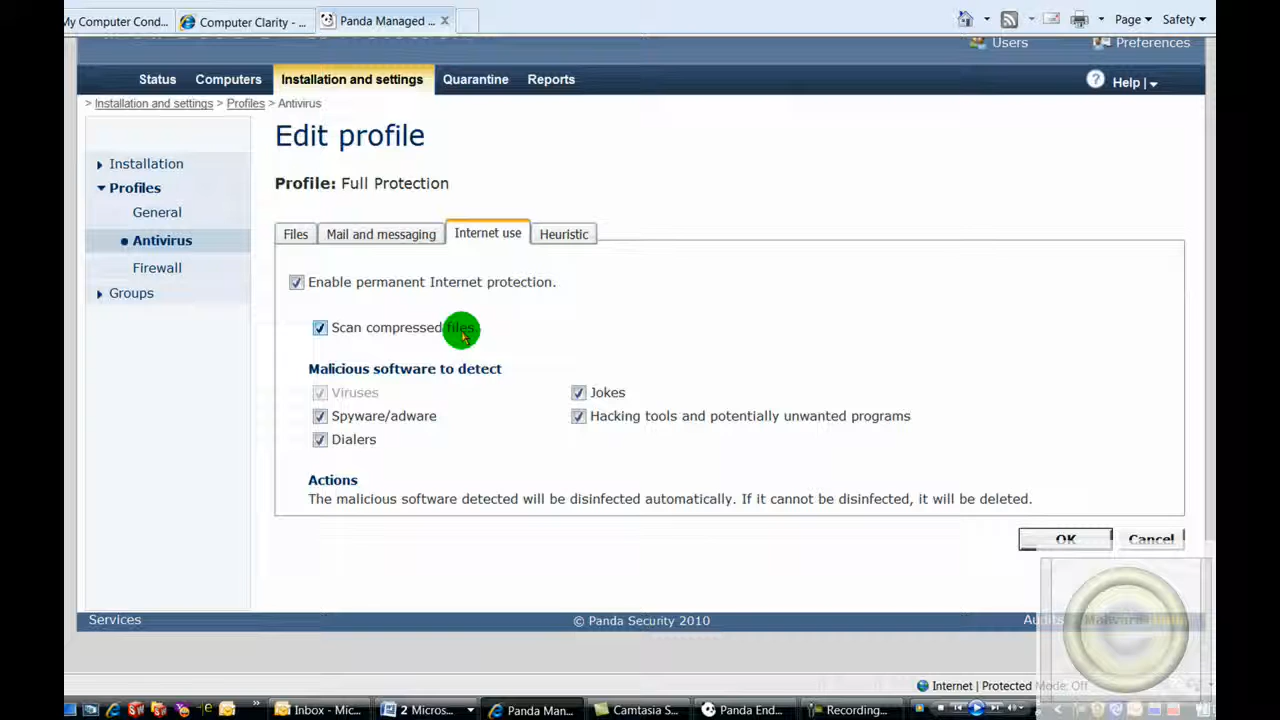 My Computer Cond...
Computer Clarity - ...
Panda Managed ...
Page
Safety
Users
Preferences
Status
Computers
Installation and settings
Quarantine
Reports
Help |
> Installation and settings > Profiles > Antivirus
Edit profile
Installation
Profiles
General
Antivirus
Firewall
Groups
Profile: Full Protection
Files
Mail and messaging
Internet use
Heuristic
Enable permanent Internet protection.
Scan compressed files
Malicious software to detect
Viruses
Jokes
Spyware/adware
Hacking tools and potentially unwanted programs
Dialers
Actions
The malicious software detected will be disinfected automatically. If it cannot be disinfected, it will be deleted.
OK
Cancel
Services
© Panda Security 2010
Audits
Malware
Internet | Protected Mode: Off
Inbox - Mic...
2 Micros...
Panda Man...
Camtasia S...
Panda End...
Recording...